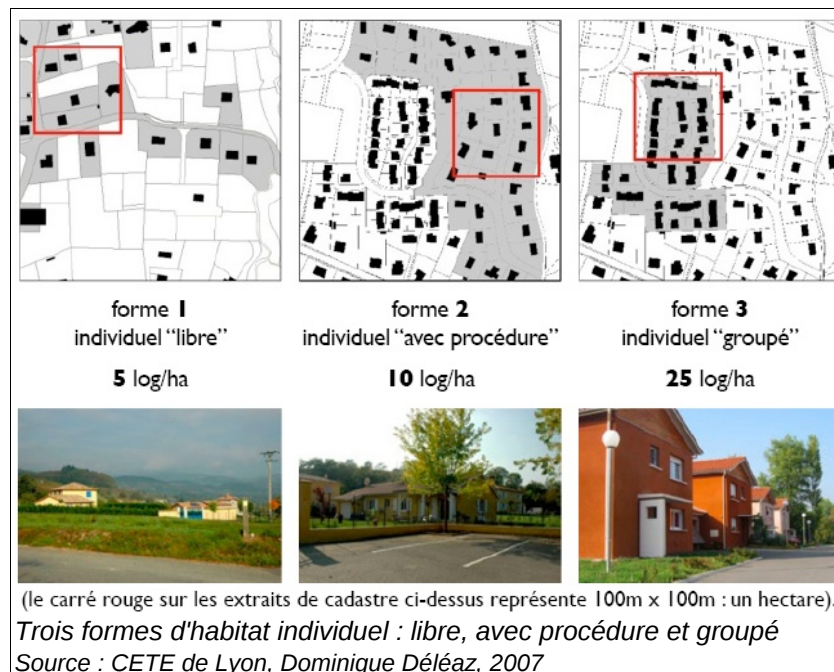 forme 1
individuel "libre"
5 log/ha
forme 2
individuel "avec procédure"
10 log/ha
forme 3
individuel "groupé"
25 log/ha
(le carré rouge sur les extraits de cadastre ci-dessus représente 100m x 100m : un hectare).
Trois formes d'habitat individuel : libre, avec procédure et groupé
Source : CETE de Lyon, Dominique Déléaz, 2007